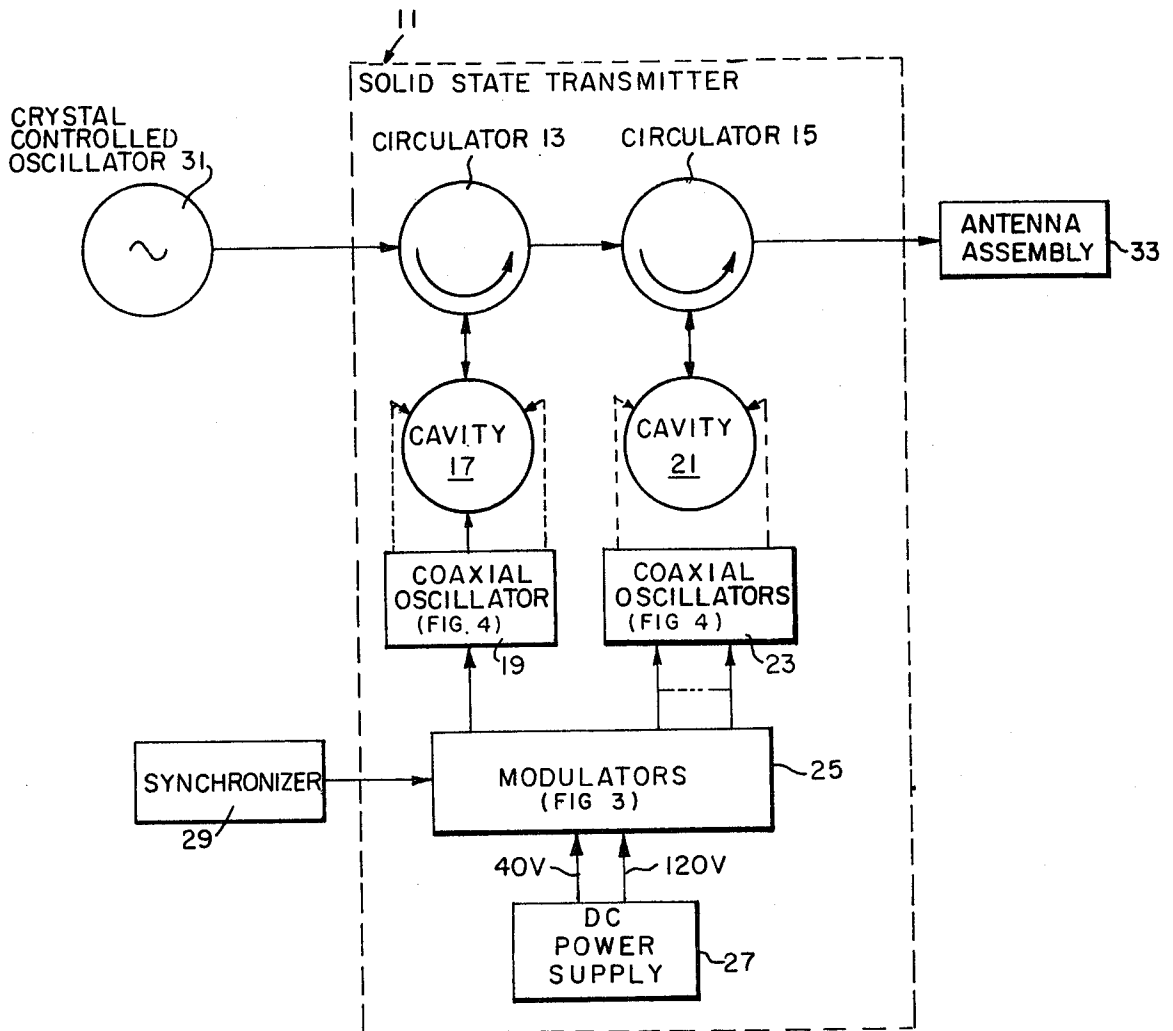 11
SOLID STATE TRANSMITTER
CRYSTAL
CONTROLLED
OSCILLATOR 31
CIRCULATOR 13
CIRCULATOR 15
ANTENNA
ASSEMBLY
33
CAVITY
17
CAVITY
21
COAXIAL
OSCILLATOR
(FIG. 4)
19
COAXIAL
OSCILLATORS
(FIG 4)
23
SYNCHRONIZER
29
MODULATORS
(FIG 3)
25
40V
120V
DC
POWER
SUPPLY
27